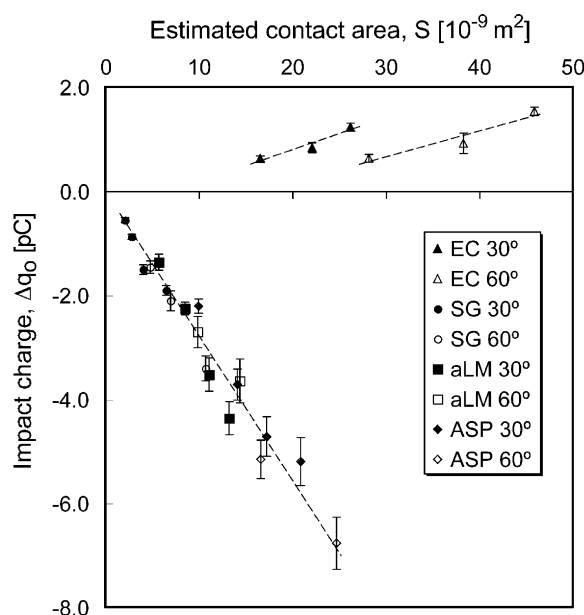 Estimated contact area, S [10⁻⁹ m²]
0 10 20 30 40 50
2.0
0.0
-2.0
-4.0
-6.0
-8.0
Impact charge, Δqₒ [pC]
EC 30º
EC 60º
SG 30º
SG 60º
aLM 30º
aLM 60º
ASP 30º
ASP 60º